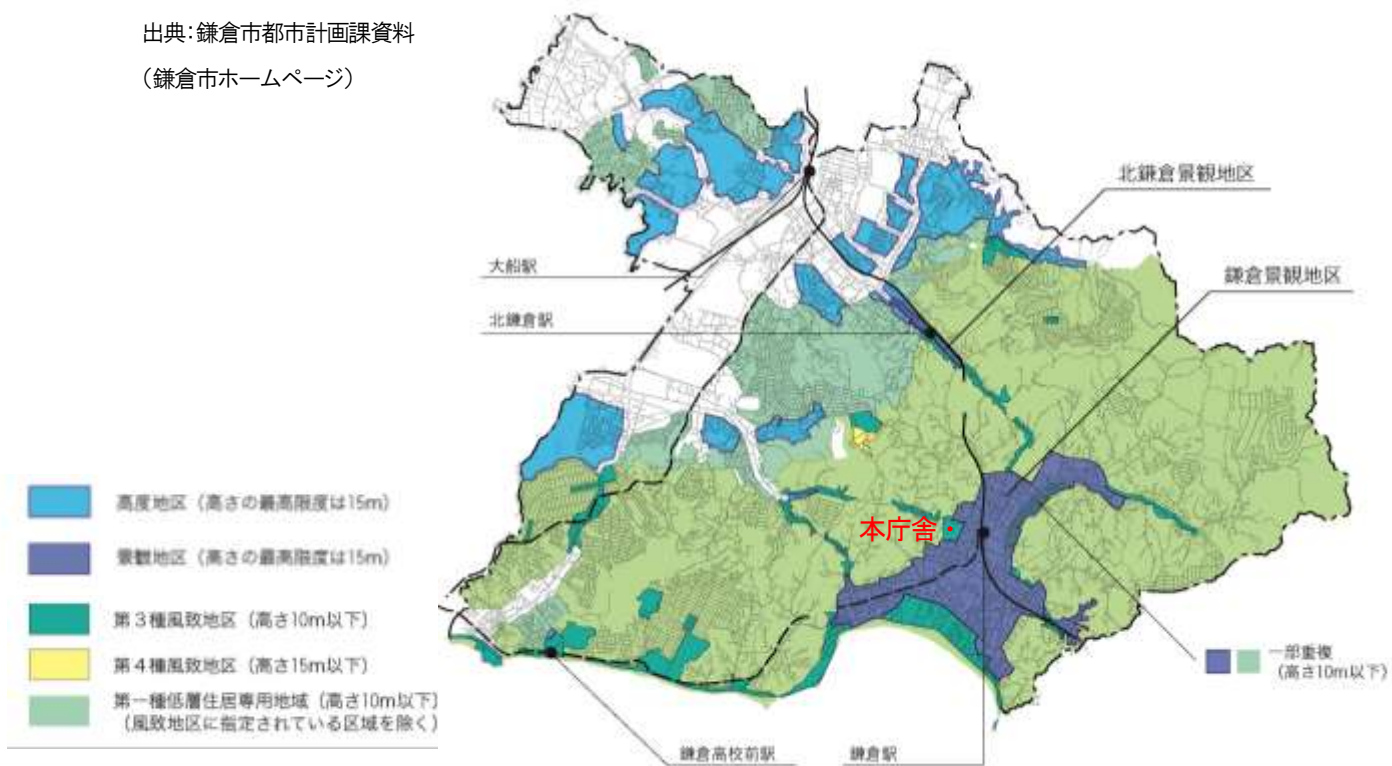 出典:鎌倉市都市計画課資料
（鎌倉市ホームページ）
北鎌倉景観地区
鎌倉景観地区
大船駅
北鎌倉駅
高度地区（高さの最高限度は15m）
景観地区（高さの最高限度は15m）
第３種風致地区（高さ10m以下）
第４種風致地区（高さ15m以下）
第一種低層住居専用地域（高さ10m以下）
（風致地区に指定されている区域を除く）
本庁舎
一部重複
（高さ10m以下）
鎌倉高校前駅
鎌倉駅